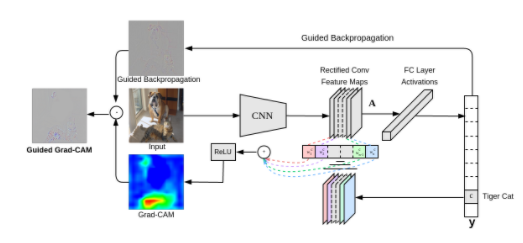 Guided Backpropagation
Rectified Conv
Feature Maps
FC Layer
Activations
Guided Backpropagation
A
CNN
Guided Grad-CAM
Input
ReLU
Grad-CAM
c
Tiger Cat
y